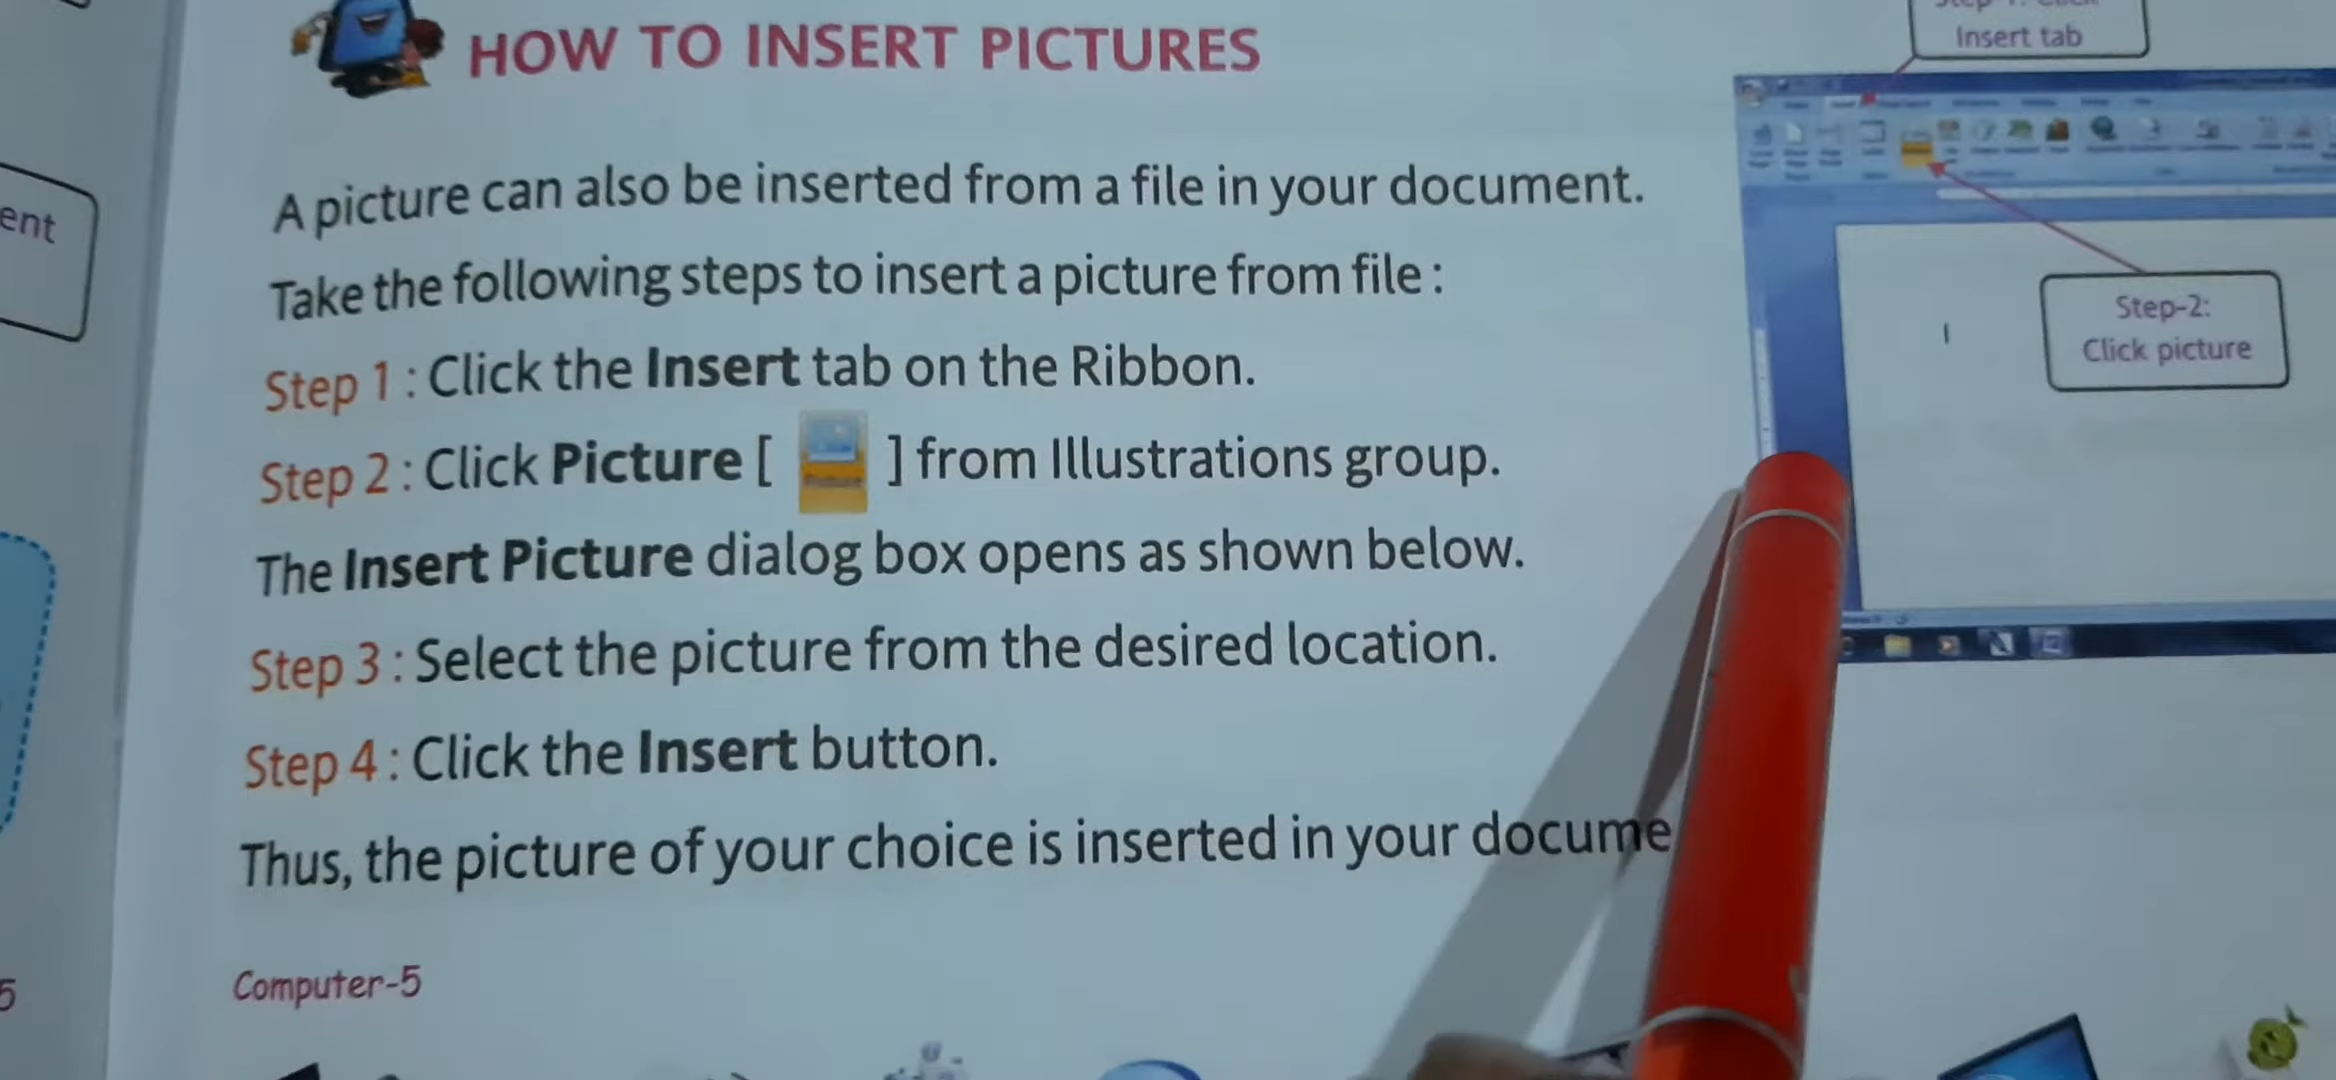 HOW TO INSERT PICTURES
A picture can also be inserted from a file in your document.
Take the following steps to insert a picture from file :
Step 1 : Click the Insert tab on the Ribbon.
Step 2 : Click Picture [ Picture ] from Illustrations group.
The Insert Picture dialog box opens as shown below.
Step 3 : Select the picture from the desired location.
Step 4 : Click the Insert button.
Thus, the picture of your choice is inserted in your docume
Computer-5
Insert tab
Step-2:
Click picture
ent
5